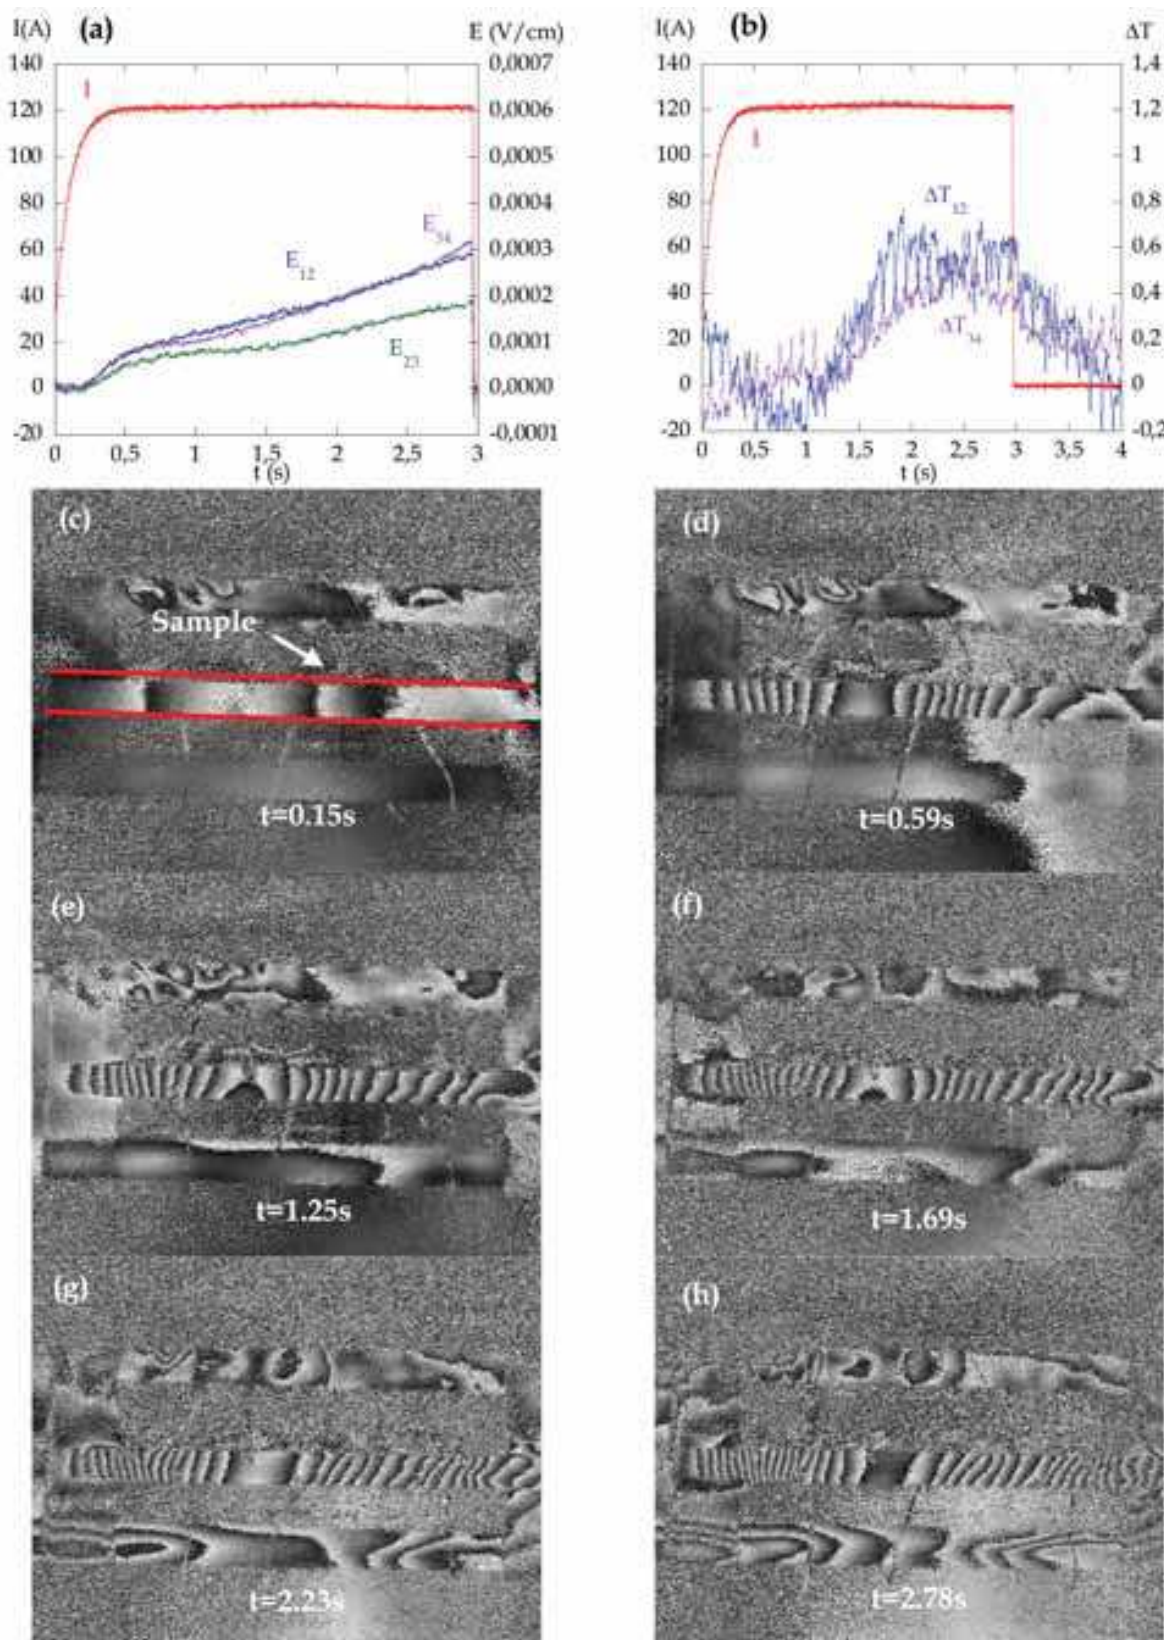 I(A) (a) E (V/cm)
140 0,0007
120 I 0,0006
100 0,0005
80 0,0004
60 E12 E34 0,0003
40 0,0002
20 E23 0,0001
0 0,0000
-20 -0,0001
0 0,5 1 1,5 2 2,5 3
t (s)
I(A) (b) ΔT
140 1,4
120 1,2
I
100 1
80 ΔT12 0,8
60 0,6
40 0,4
20 ΔT34 0,2
0 0
-20 -0,2
0 0,5 1 1,5 2 2,5 3 3,5 4
t (s)
(c)
Sample
t=0.15s
(d)
t=0.59s
(e)
t=1.25s
(f)
t=1.69s
(g)
t=2.23s
(h)
t=2.78s